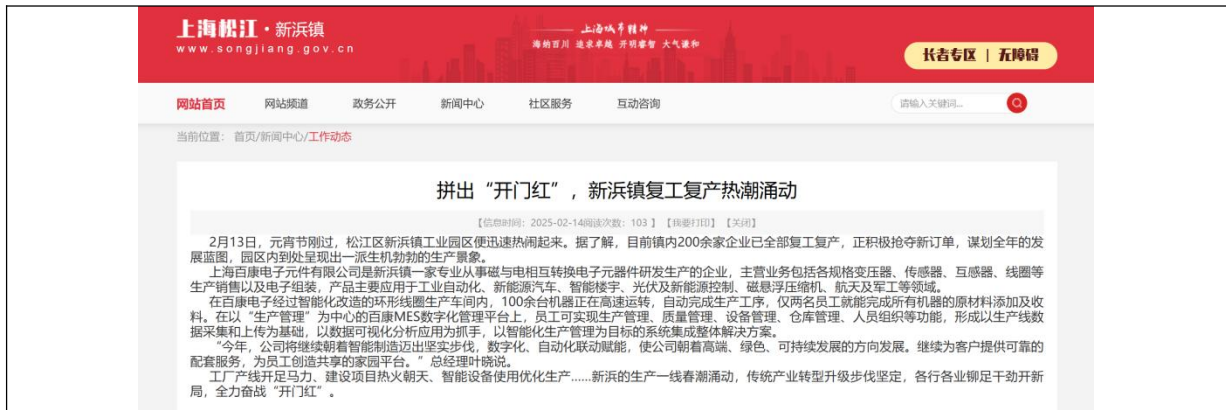 上海松江·新浜镇
www.songjiang.gov.cn
上海城市精神
海纳百川 追求卓越 开明睿智 大气谦和
长者专区 | 无障碍
网站首页 网站频道 政务公开 新闻中心 社区服务 互动咨询 请输入关键词...
当前位置: 首页/新闻中心/工作动态
拼出“开门红”,新浜镇复工复产热潮涌动
【信息时间: 2025-02-14阅读次数: 103 】【我要打印】【关闭】
2月13日,元宵节刚过,松江区新浜镇工业园区便迅速热闹起来。据了解,目前镇内200余家企业已全部复工复产,正积极抢夺新订单,谋划全年的发
展蓝图,园区内到处呈现出一派生机勃勃的生产景象。
上海百康电子元件有限公司是新浜镇一家专业从事磁与电相互转换电子元器件研发生产的企业,主营业务包括各规格变压器、传感器、互感器、线圈等
生产销售以及电子组装,产品主要应用于工业自动化、新能源汽车、智能楼宇、光伏及新能源控制、磁悬浮压缩机、航天及军工等领域。
在百康电子经过智能化改造的环形线圈生产车间内,100余台机器正在高速运转,自动完成生产工序,仅两名员工就能完成所有机器的原材料添加及收
料。在以“生产管理”为中心的百康MES数字化管理平台上,员工可实现生产管理、质量管理、设备管理、仓库管理、人员组织等功能,形成以生产线数
据采集和上传为基础,以数据可视化分析应用为抓手,以智能化生产管理为目标的系统集成整体解决方案。
“今年,公司将继续朝着智能制造迈出坚实步伐,数字化、自动化联动赋能,使公司朝着高端、绿色、可持续发展的方向发展。继续为客户提供可靠的
配套服务,为员工创造共享的家园平台。”总经理叶晓说。
工厂产线开足马力、建设项目热火朝天、智能设备使用优化生产......新浜的生产一线春潮涌动,传统产业转型升级步伐坚定,各行各业铆足干劲开新
局,全力奋战“开门红”。